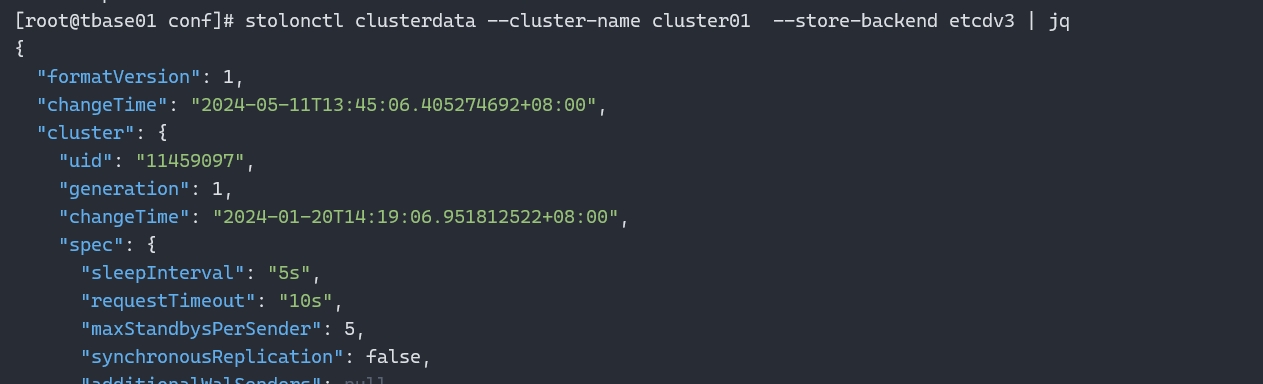 [root@tbase01 conf]# stolonctl clusterdata --cluster-name cluster01  --store-backend etcdv3 | jq
{
  "formatVersion": 1,
  "changeTime": "2024-05-11T13:45:06.405274692+08:00",
  "cluster": {
    "uid": "11459097",
    "generation": 1,
    "changeTime": "2024-01-20T14:19:06.951812522+08:00",
    "spec": {
      "sleepInterval": "5s",
      "requestTimeout": "10s",
      "maxStandbysPerSender": 5,
      "synchronousReplication": false,
      "additionalWalSenders": null